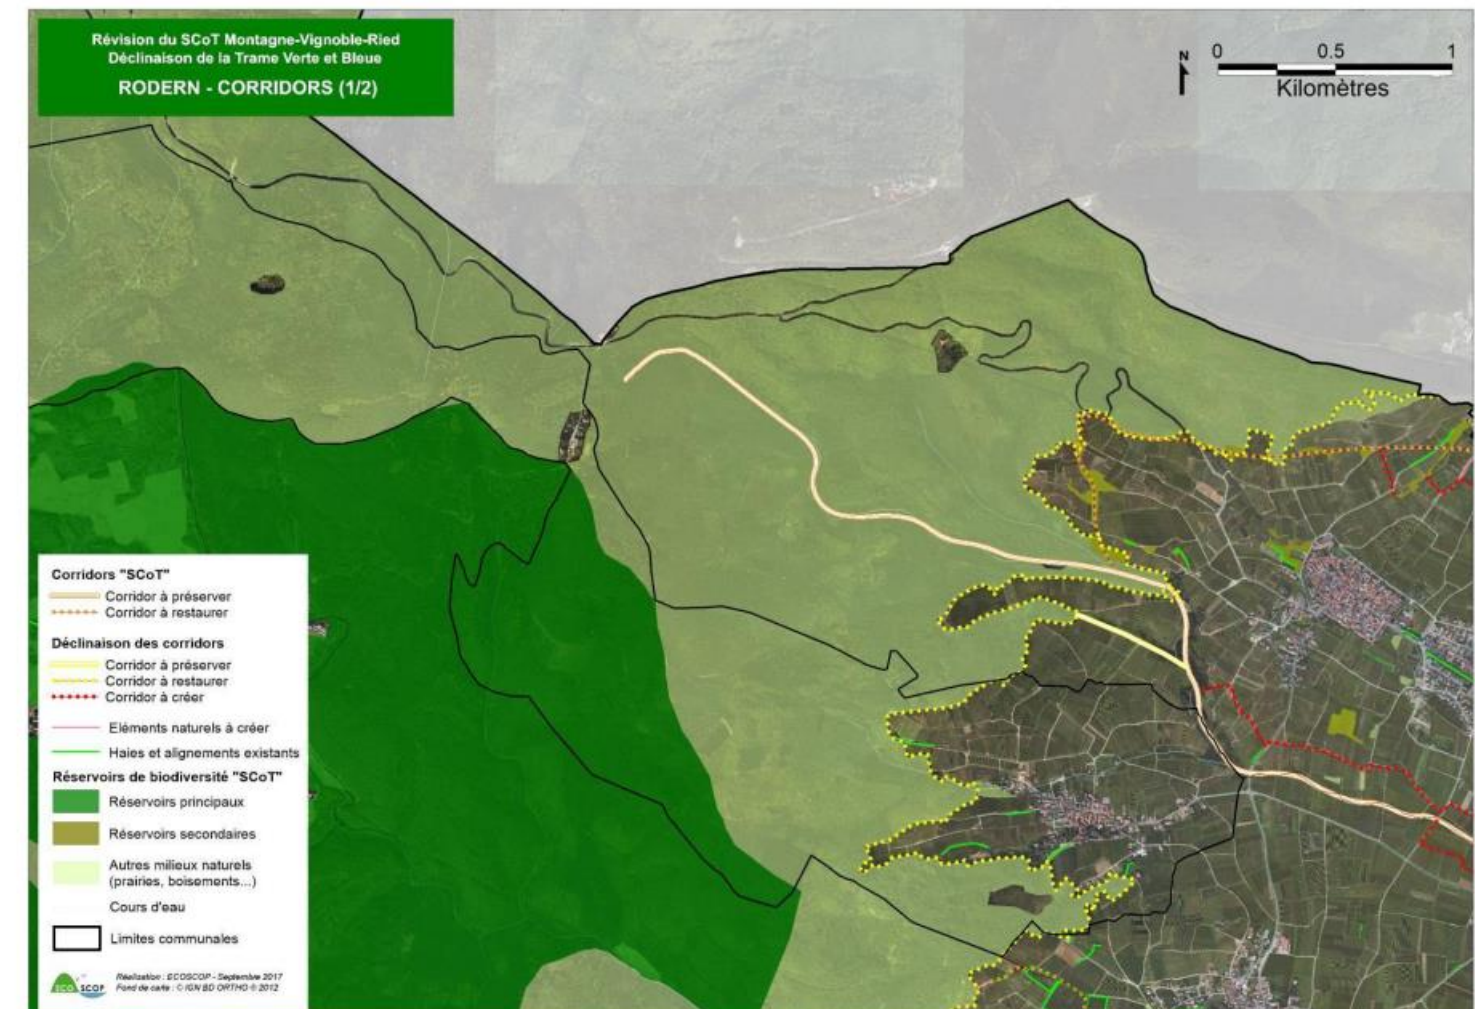 Révision du SCoT Montagne-Vignoble-Ried
Déclinaison de la Trame Verte et Bleue
RODERN - CORRIDORS (1/2)
N
0 0.5 1
Kilomètres
Corridors "SCoT"
Corridor à préserver
Corridor à restaurer
Déclinaison des corridors
Corridor à préserver
Corridor à restaurer
Corridor à créer
Eléments naturels à créer
Haies et alignements existants
Réservoirs de biodiversité "SCoT"
Réservoirs principaux
Réservoirs secondaires
Autres milieux naturels
(prairies, boisements...)
Cours d'eau
Limites communales
ECO SCOP
Réalisation : ECOSCOP - Septembre 2017
Fond de carte : © IGN BD ORTHO ® 2012